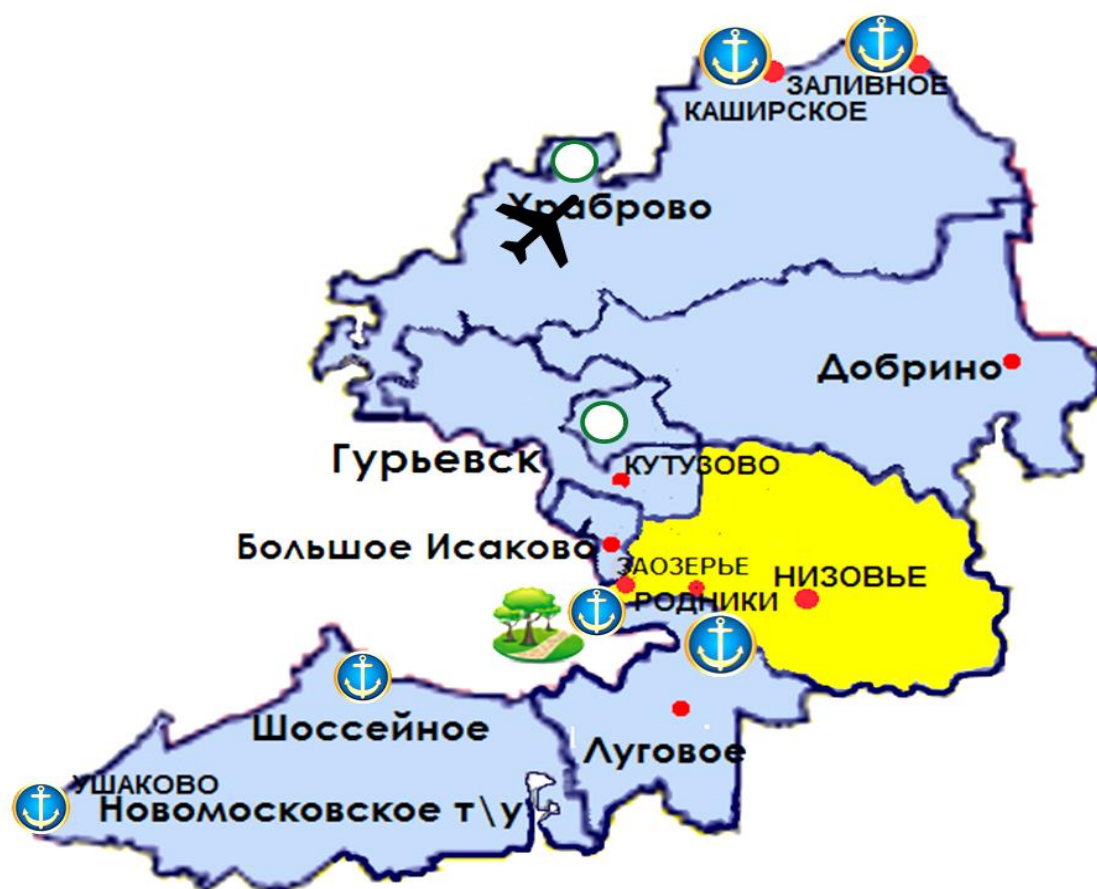 ЗАЛИВНОЕ
КАШИРСКОЕ
Храброво
Добрино
Гурьевск
КУТУЗОВО
Большое Исаково
ЗАОЗЕРЬЕ
НИЗОВЬЕ
РОДНИКИ
Шоссейное
Луговое
УШАКОВО
Новомосковское т\у